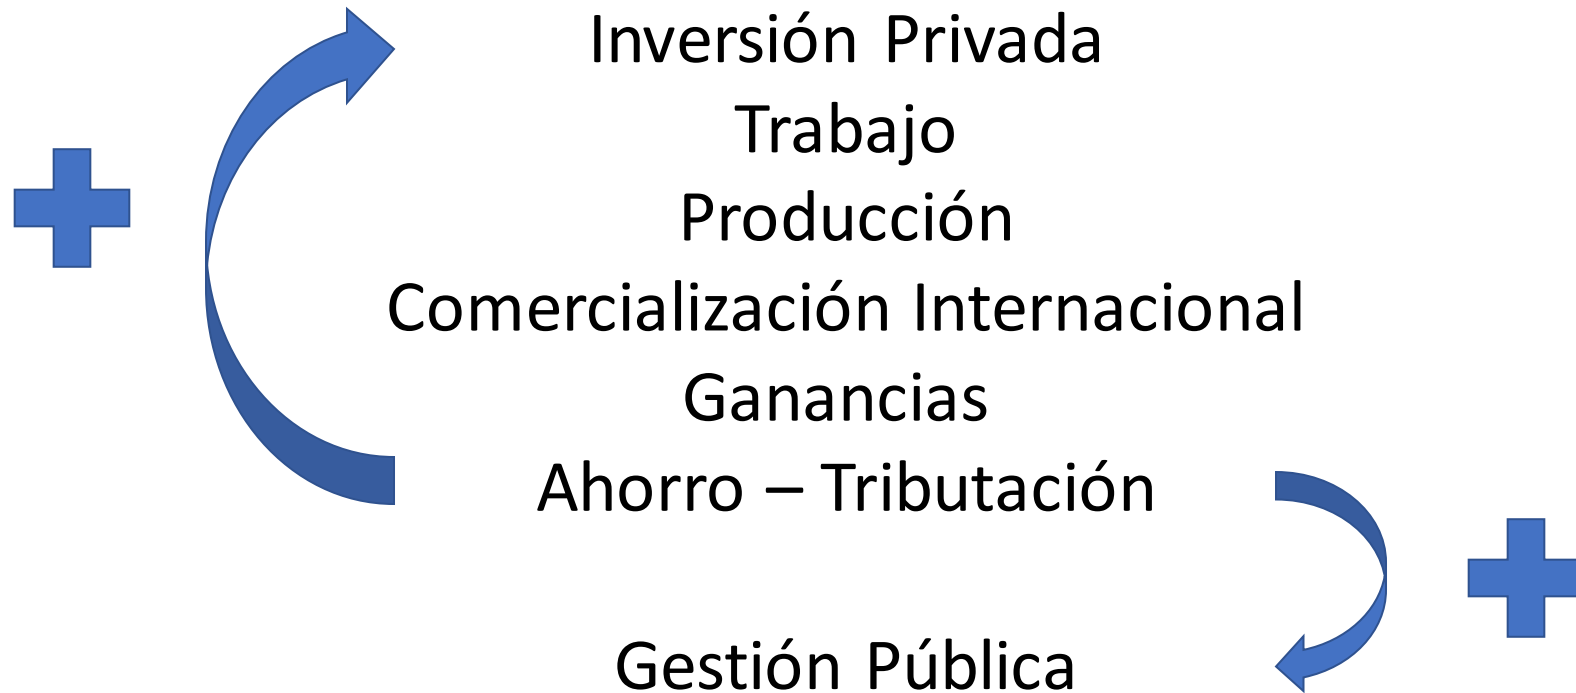 Inversión Privada
Trabajo
Producción
Comercialización Internacional
Ganancias
Ahorro – Tributación
Gestión Pública